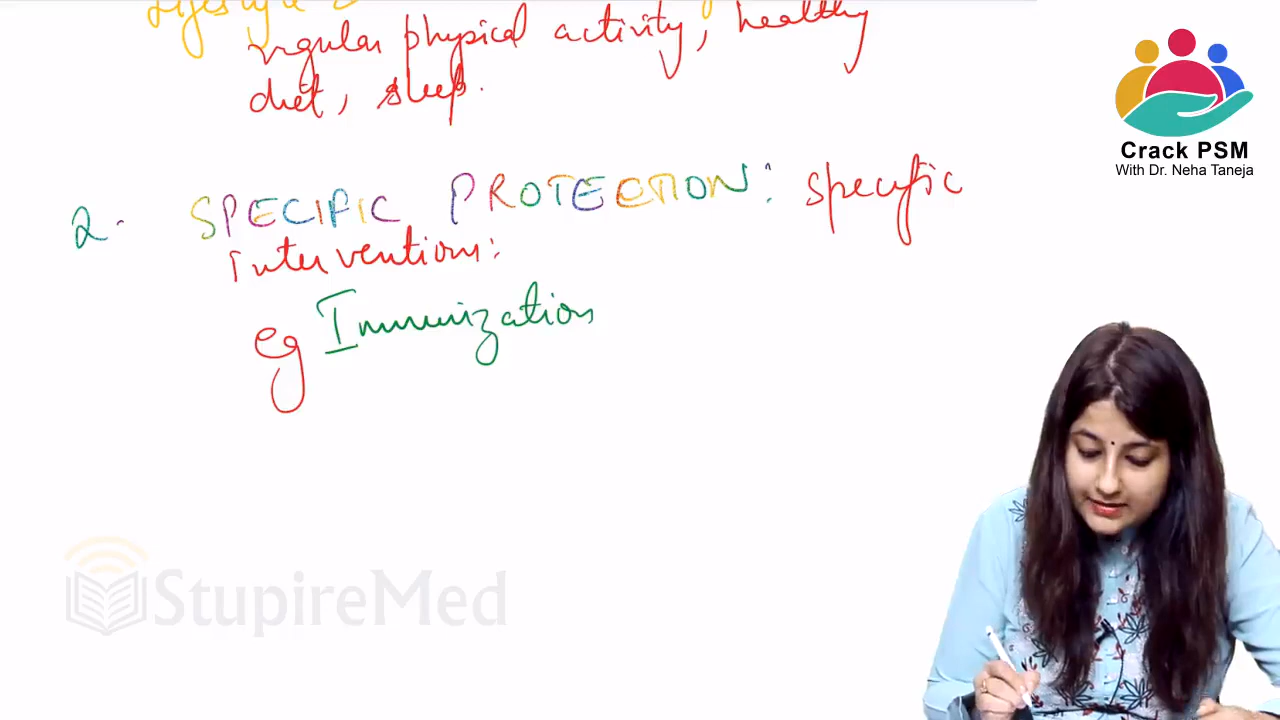 Lifestyle
regular physical activity, healthy
diet, sleep.
2. SPECIFIC PROTECTION: specific
interventions:
eg Immunization
Crack PSM
With Dr. Neha Taneja
StupireMed